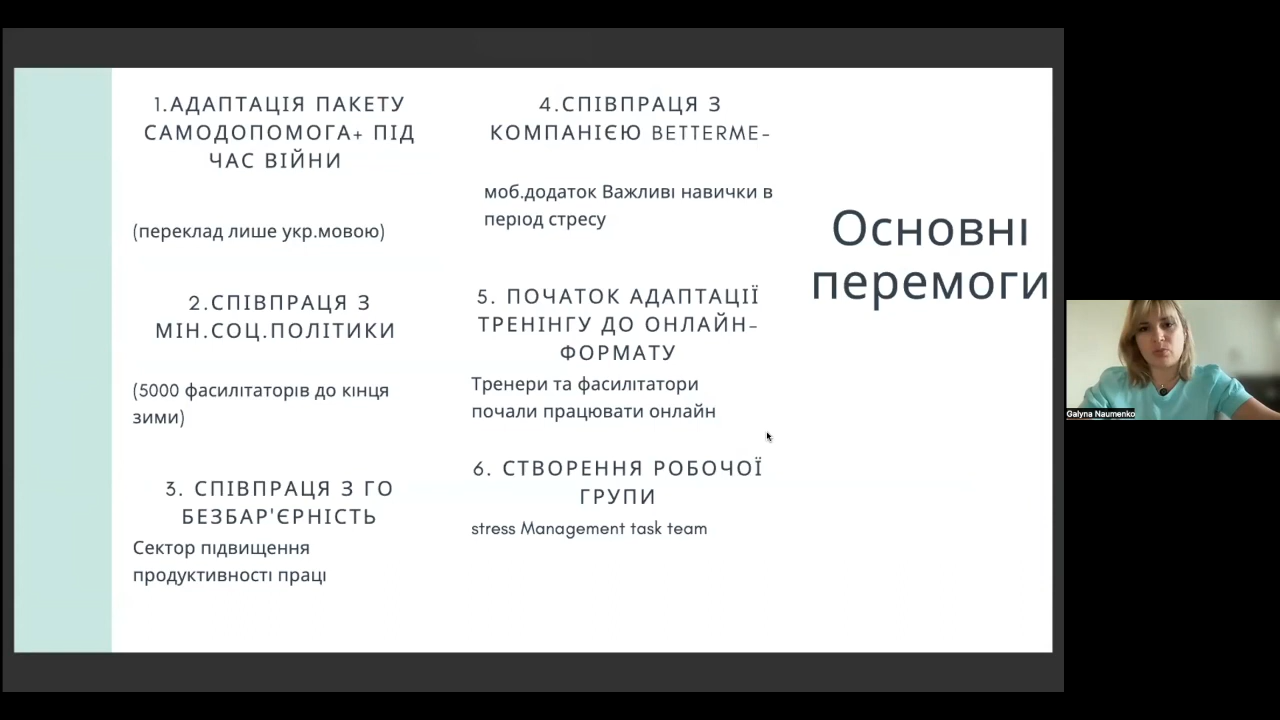 1.АДАПТАЦІЯ ПАКЕТУ
САМОДОПОМОГА+ ПІД
ЧАС ВІЙНИ
(переклад лише укр.мовою)
2.СПІВПРАЦЯ З
МІН.СОЦ.ПОЛІТИКИ
(5000 фасилітаторів до кінця
зими)
3. СПІВПРАЦЯ З ГО
БЕЗБАР'ЄРНІСТЬ
Сектор підвищення
продуктивності праці
4.СПІВПРАЦЯ З
КОМПАНІЄЮ BETTERME-
моб.додаток Важливі навички в
період стресу
5. ПОЧАТОК АДАПТАЦІЇ
ТРЕНІНГУ ДО ОНЛАЙН-
ФОРМАТУ
Тренери та фасилітатори
почали працювати онлайн
6. СТВОРЕННЯ РОБОЧОЇ
ГРУПИ
stress Management task team
Основні
перемоги
Galyna Naumenko